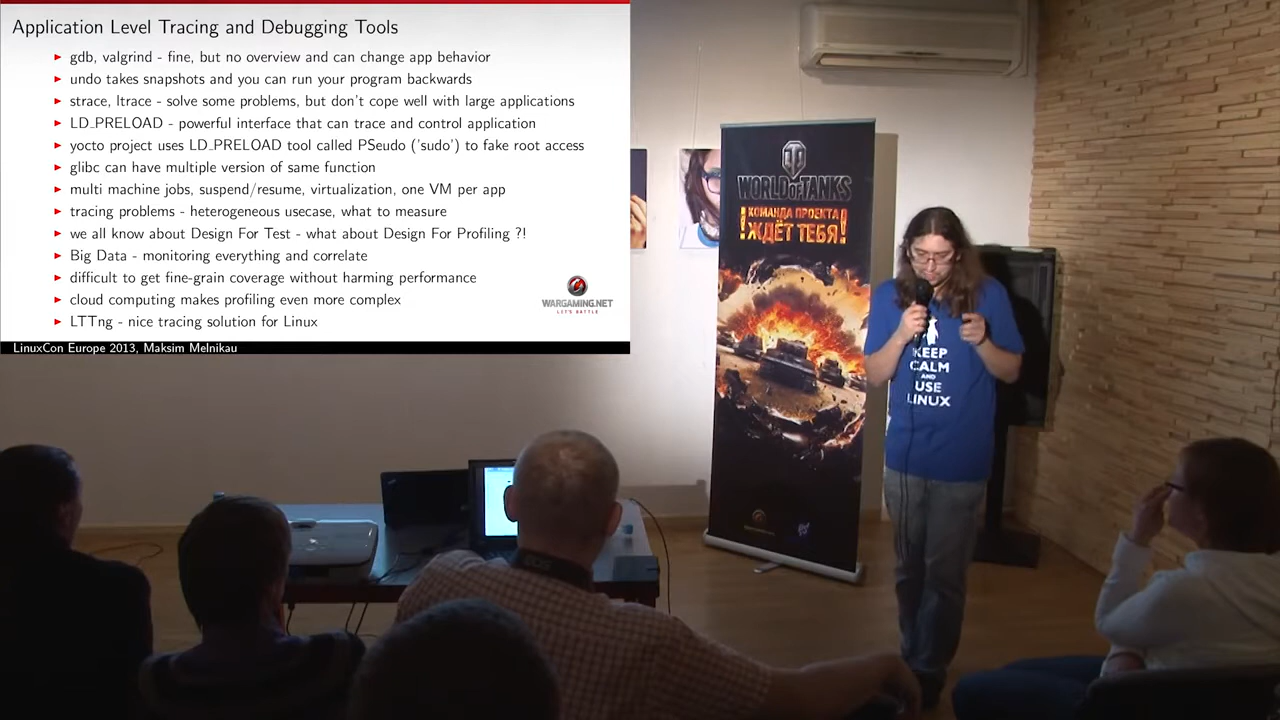 Application Level Tracing and Debugging Tools
gdb, valgrind - fine, but no overview and can change app behavior
undo takes snapshots and you can run your program backwards
strace, ltrace - solve some problems, but don't cope well with large applications
LD_PRELOAD - powerful interface that can trace and control application
yocto project uses LD_PRELOAD tool called PSeudo ('sudo') to fake root access
glibc can have multiple version of same function
multi machine jobs, suspend/resume, virtualization, one VM per app
tracing problems - heterogeneous usecase, what to measure
we all know about Design For Test - what about Design For Profiling ?!
Big Data - monitoring everything and correlate
difficult to get fine-grain coverage without harming performance
cloud computing makes profiling even more complex
LTTng - nice tracing solution for Linux
WARGAMING.NET
LET'S BATTLE
LinuxCon Europe 2013, Maksim Melnikau
WORLD OF TANKS
КОМАНДА ПРОЕКТА
ЖДЁТ ТЕБЯ!
KEEP
CALM
AND
USE
LINUX